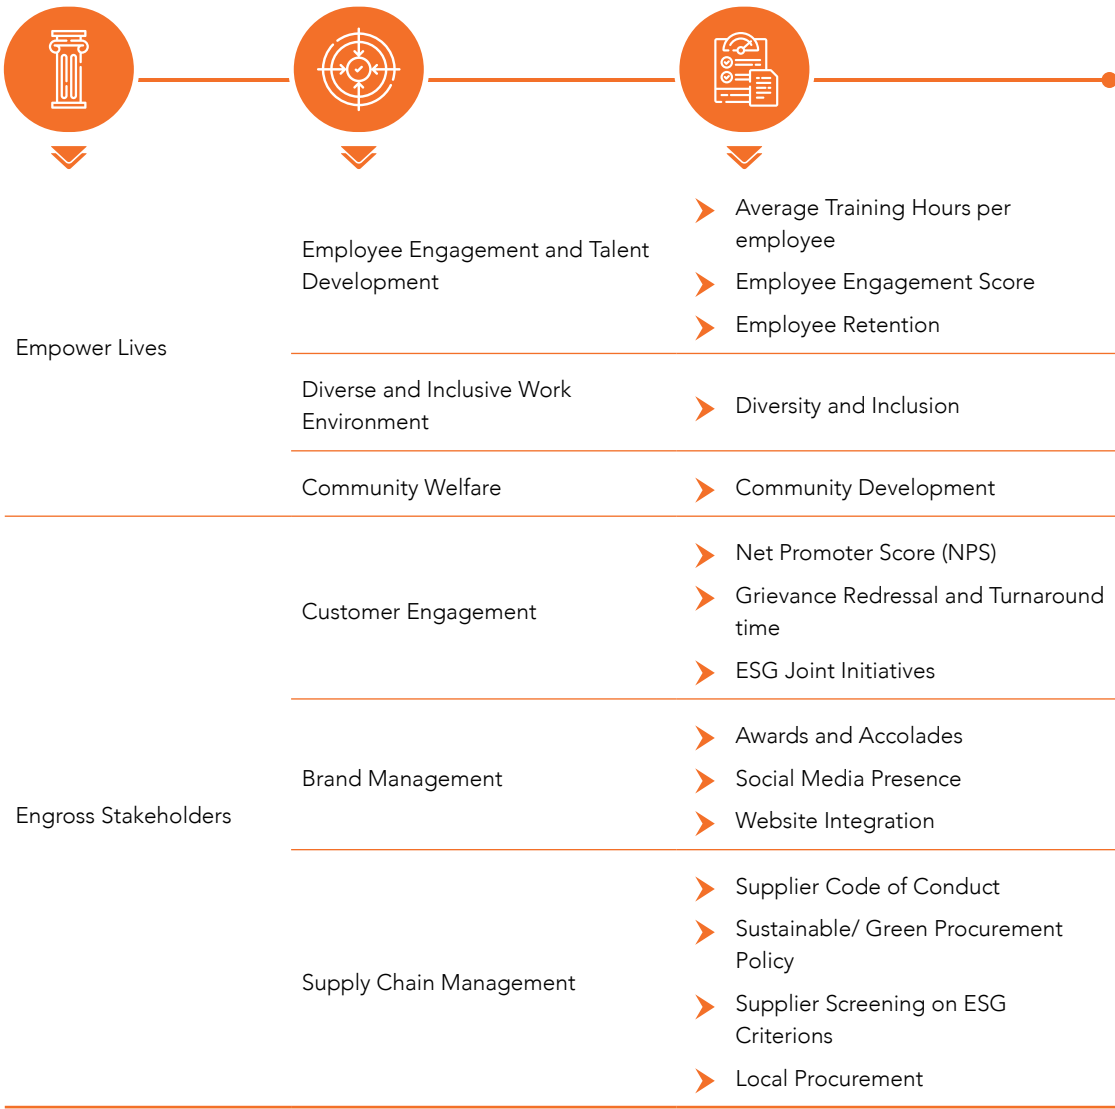 Empower Lives
Employee Engagement and Talent
Development
Average Training Hours per
employee
Employee Engagement Score
Employee Retention
Diverse and Inclusive Work
Environment
Diversity and Inclusion
Community Welfare
Community Development
Engross Stakeholders
Customer Engagement
Net Promoter Score (NPS)
Grievance Redressal and Turnaround
time
ESG Joint Initiatives
Brand Management
Awards and Accolades
Social Media Presence
Website Integration
Supply Chain Management
Supplier Code of Conduct
Sustainable/ Green Procurement
Policy
Supplier Screening on ESG
Criterions
Local Procurement